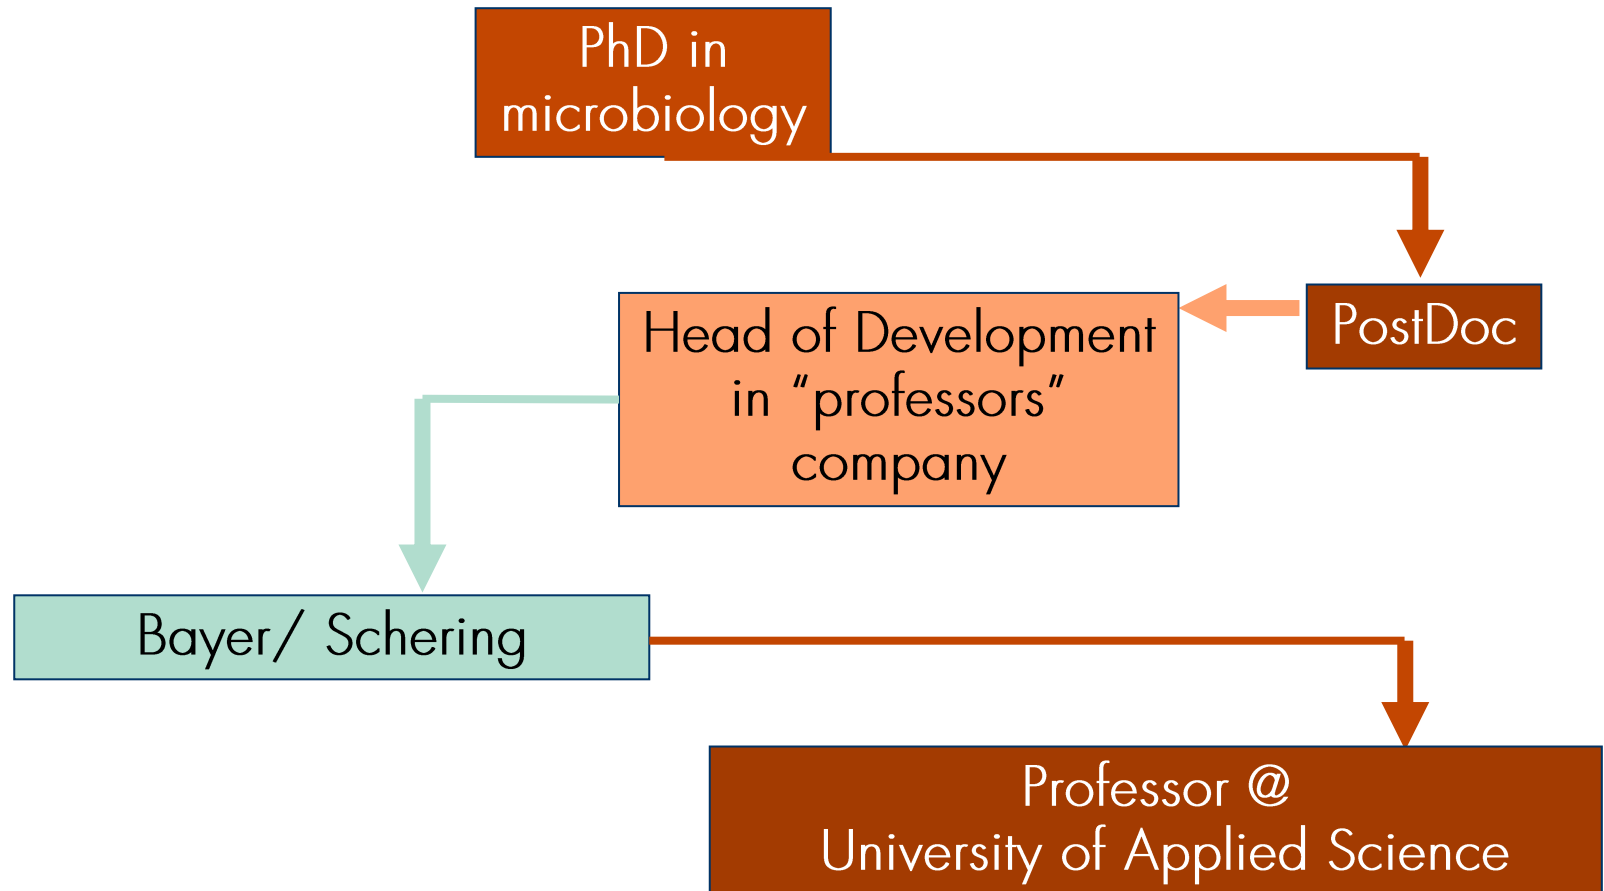 PhD in
microbiology
PostDoc
Head of Development
in “professors”
company
Bayer/ Schering
Professor @
University of Applied Science